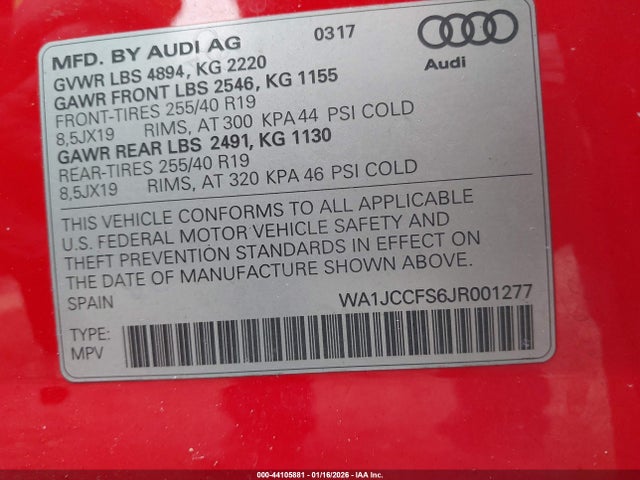 MFD. BY AUDI AG 0317
Audi
GVWR LBS 4894, KG 2220
GAWR FRONT LBS 2546, KG 1155
FRONT-TIRES 255/40 R19
8,5JX19 RIMS, AT 300 KPA 44 PSI COLD
GAWR REAR LBS 2491, KG 1130
REAR-TIRES 255/40 R19
8,5JX19 RIMS, AT 320 KPA 46 PSI COLD
THIS VEHICLE CONFORMS TO ALL APPLICABLE
U.S. FEDERAL MOTOR VEHICLE SAFETY AND
THEFT PREVENTION STANDARDS IN EFFECT ON
THE DATE OF MANUFACTURE SHOWN ABOVE.
SPAIN WA1JCCFS6JR001277
TYPE:
MPV
000-44105881 - 01/16/2026 - IAA Inc.